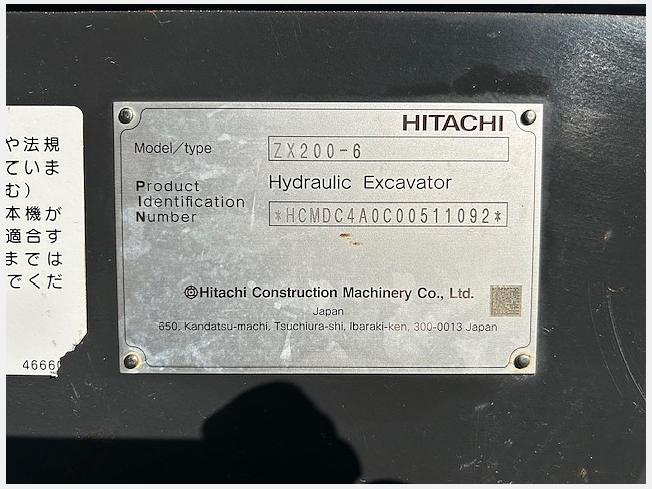 HITACHI
Model/type ZX200-6
Hydraulic Excavator
Product
Identification
Number
*HCMDC4A0C00511092*
Hitachi Construction Machinery Co., Ltd.
Japan
650, Kandatsu-machi, Tsuchiura-shi, Ibaraki-ken, 300-0013 Japan
や法規
ていま
む)
本機が
適合す
までは
でくだ
4666